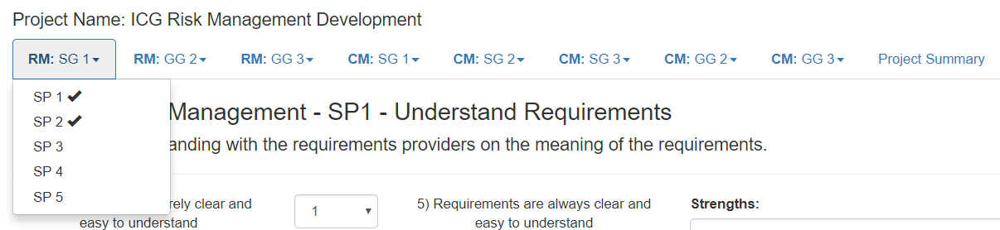 Project Name: ICG Risk Management Development
RM: SG 1 RM: GG 2 RM: GG 3 CM: SG 1 CM: SG 2 CM: SG 3 CM: GG 2 CM: GG 3 Project Summary
SP 1
SP 2
SP 3
SP 4
SP 5
Management - SP1 - Understand Requirements
anding with the requirements providers on the meaning of the requirements.
rely clear and
easy to understand
1
5) Requirements are always clear and
easy to understand
Strengths: